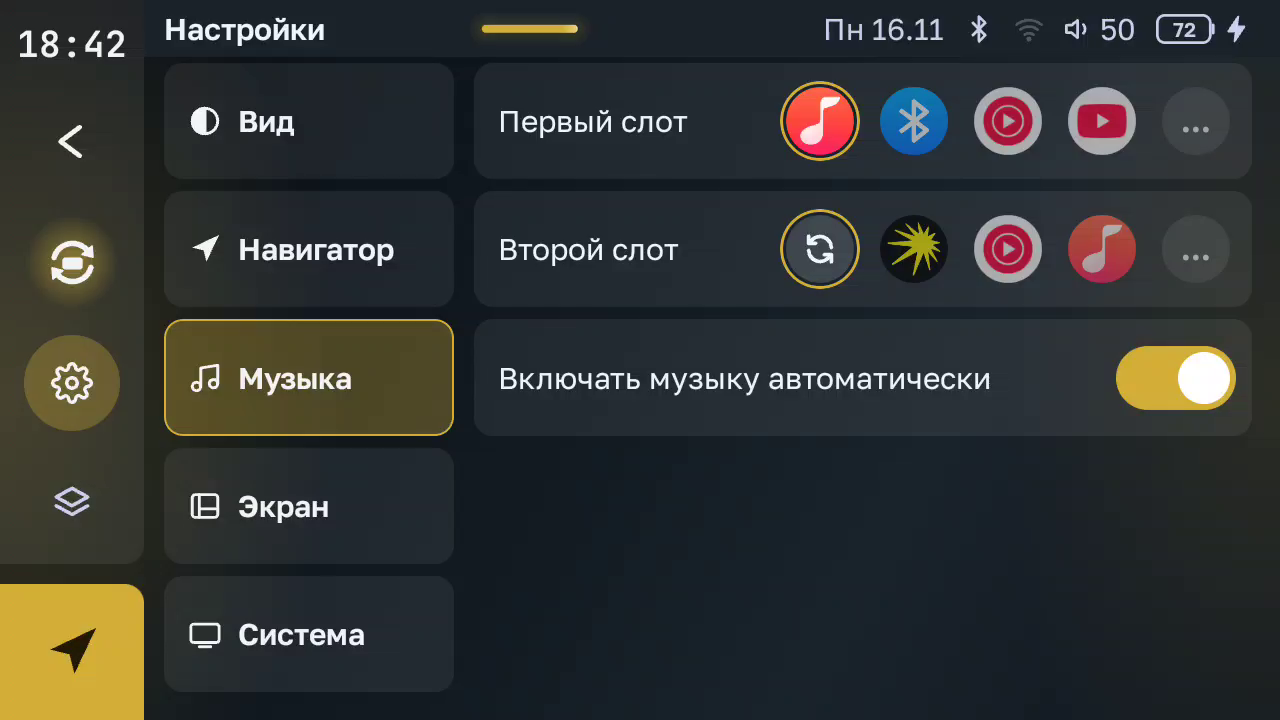 18:42
Настройки
Пн 16.11
50
72
Вид
Первый слот
...
Навигатор
Второй слот
...
Музыка
Включать музыку автоматически
Экран
Система